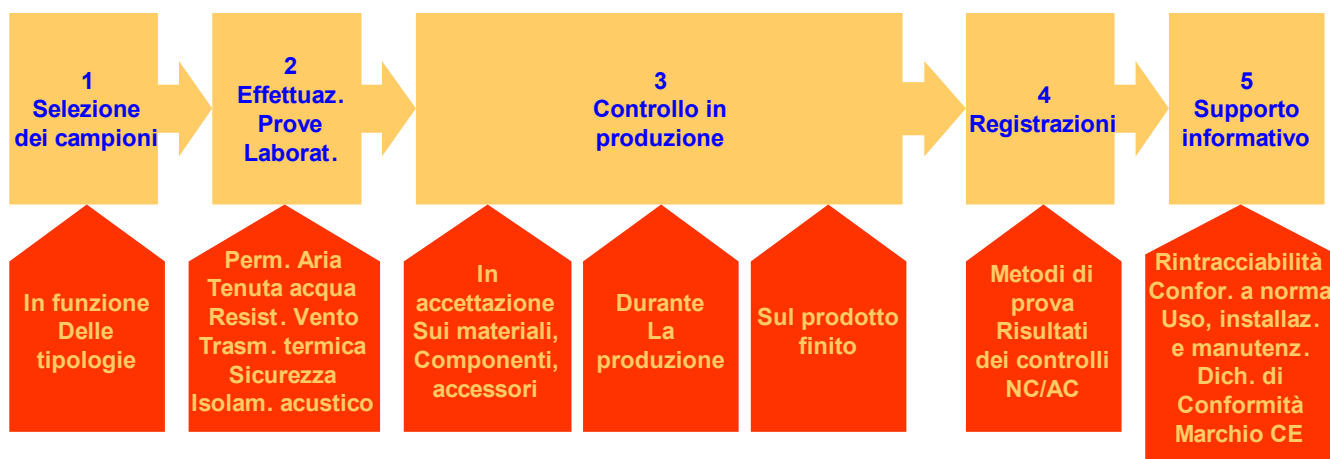 1
Selezione
dei campioni
2
Effettuaz.
Prove
Laborat.
3
Controllo in
produzione
4
Registrazioni
5
Supporto
informativo
In funzione
Delle
tipologie
Perm. Aria
Tenuta acqua
Resist. Vento
Trasm. termica
Sicurezza
Isolam. acustico
In
accettazione
Sui materiali,
Componenti,
accessori
Durante
La
produzione
Sul prodotto
finito
Metodi di
prova
Risultati
dei controlli
NC/AC
Rintracciabilità
Confor. a norma
Uso, installaz.
e manutenz.
Dich. di
Conformità
Marchio CE